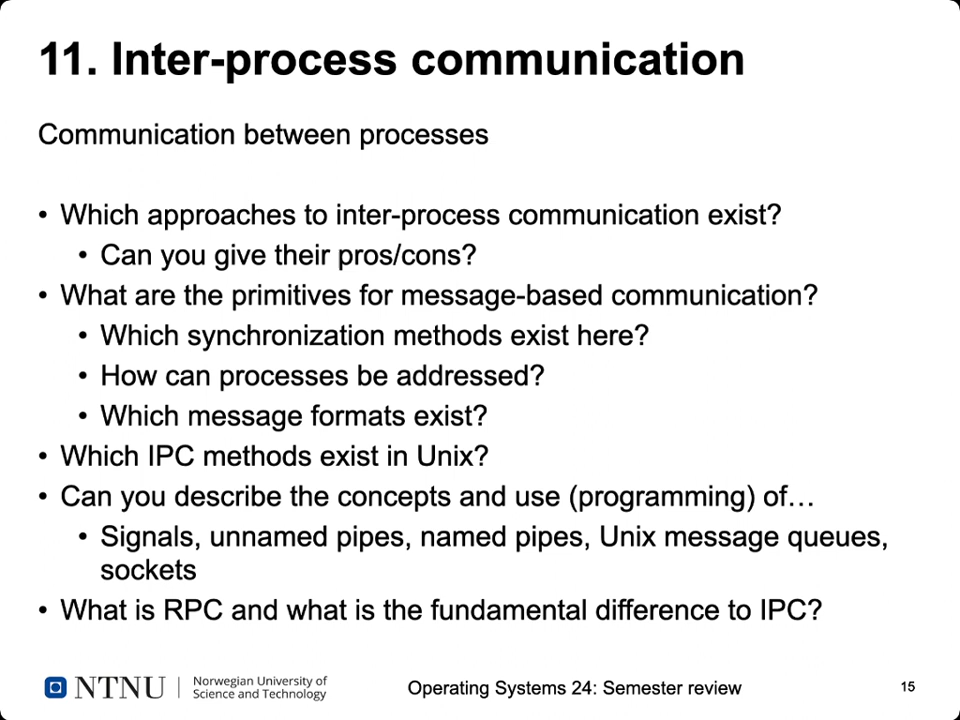 11. Inter-process communication
Communication between processes
• Which approaches to inter-process communication exist?
• Can you give their pros/cons?
• What are the primitives for message-based communication?
• Which synchronization methods exist here?
• How can processes be addressed?
• Which message formats exist?
• Which IPC methods exist in Unix?
• Can you describe the concepts and use (programming) of…
• Signals, unnamed pipes, named pipes, Unix message queues,
sockets
• What is RPC and what is the fundamental difference to IPC?
NTNU
Norwegian University of
Science and Technology
Operating Systems 24: Semester review
15